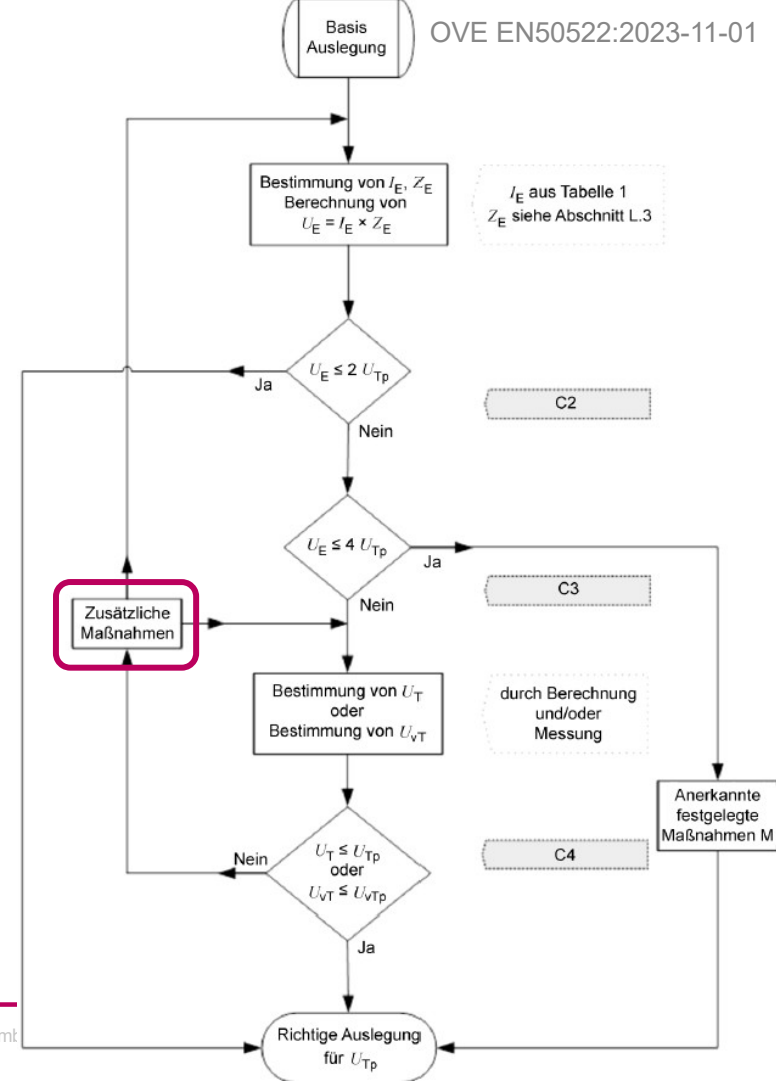 Basis
Auslegung
OVE EN50522:2023-11-01
Bestimmung von I_E, Z_E
Berechnung von
U_E = I_E × Z_E
I_E aus Tabelle 1
Z_E siehe Abschnitt L.3
U_E ≤ 2 U_Tp
Ja
C2
Nein
U_E ≤ 4 U_Tp
Ja
C3
Nein
Zusätzliche
Maßnahmen
Bestimmung von U_T
oder
Bestimmung von U_vT
durch Berechnung
und/oder
Messung
Anerkannte
festgelegte
Maßnahmen M
Nein
U_T ≤ U_Tp
oder
U_vT ≤ U_vTp
C4
Ja
Richtige Auslegung
für U_Tp